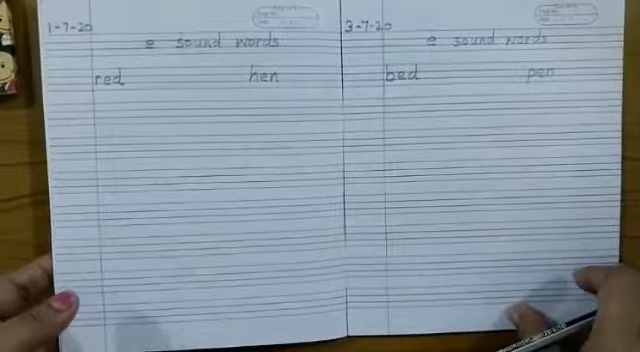 1-7-20
e sound words
red hen
3-7-20
e sound words
bed pen